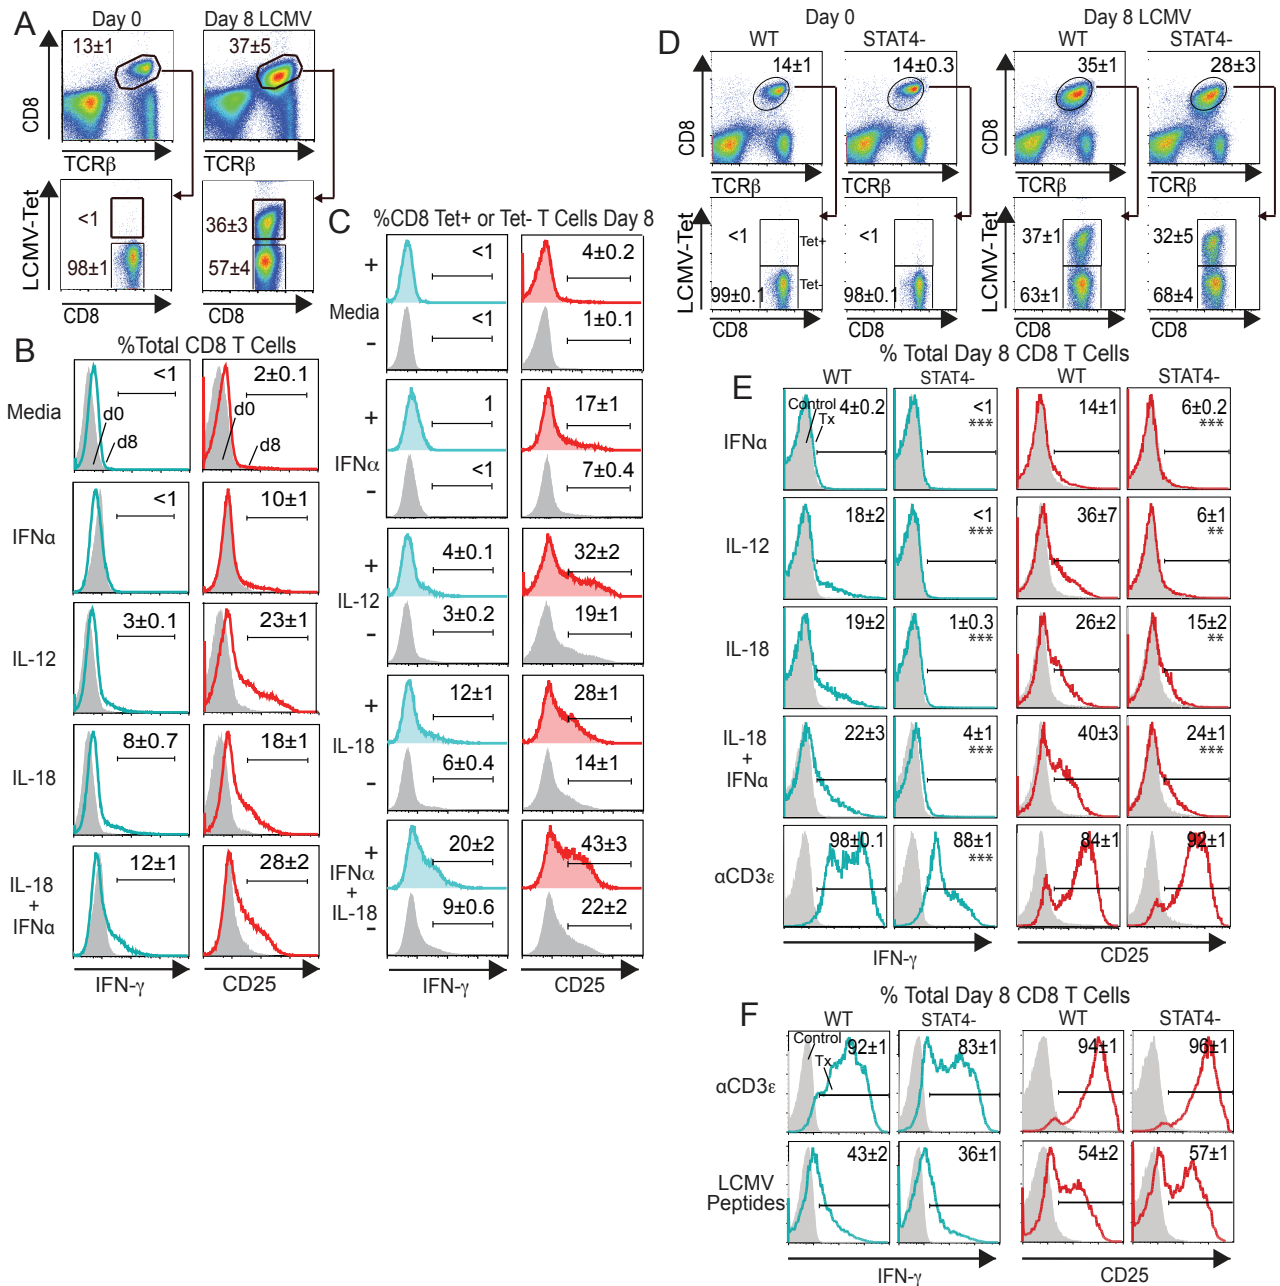 A
Day 0
Day 8 LCMV
13±1
37±5
CD8
TCRβ
TCRβ
<1
98±1
36±3
57±4
LCMV-Tet
CD8
CD8
B
%Total CD8 T Cells
Media
<1
d0
d8
2±0.1
d0
d8
IFNα
<1
10±1
IL-12
3±0.1
23±1
IL-18
8±0.7
18±1
IL-18
+
IFNα
12±1
28±2
IFN-γ
CD25
C
%CD8 Tet+ or Tet- T Cells Day 8
+
<1
4±0.2
Media
-
<1
1±0.1
+
1
17±1
IFNα
-
<1
7±0.4
+
4±0.1
32±2
IL-12
-
3±0.2
19±1
+
12±1
28±1
IL-18
-
6±0.4
14±1
+
20±2
43±3
IFNα
+
IL-18
-
9±0.6
22±2
IFN-γ
CD25
D
Day 0
Day 8 LCMV
WT
STAT4-
WT
STAT4-
14±1
14±0.3
35±1
28±3
CD8
CD8
TCRβ
TCRβ
TCRβ
TCRβ
LCMV-Tet
<1
Tet+
99±0.1
Tet-
<1
98±0.1
LCMV-Tet
37±1
63±1
32±5
68±4
CD8
CD8
CD8
CD8
E
% Total Day 8 CD8 T Cells
WT
STAT4-
WT
STAT4-
IFNα
Control
Tx
4±0.2
<1
***
14±1
6±0.2
***
IL-12
18±2
<1
***
36±7
6±1
**
IL-18
19±2
1±0.3
***
26±2
15±2
**
IL-18
+
IFNα
22±3
4±1
***
40±3
24±1
***
αCD3ε
98±0.1
88±1
***
84±1
92±1
IFN-γ
CD25
F
% Total Day 8 CD8 T Cells
WT
STAT4-
WT
STAT4-
αCD3ε
Control
Tx
92±1
83±1
94±1
96±1
LCMV
Peptides
43±2
36±1
54±2
57±1
IFN-γ
CD25